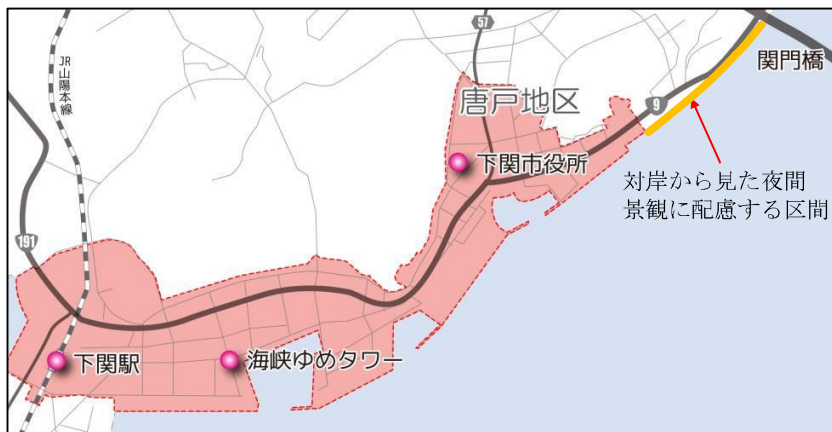 57
関門橋
JR山陽本線
唐戸地区
9
下関市役所
対岸から見た夜間
景観に配慮する区間
191
下関駅
海峡ゆめタワー